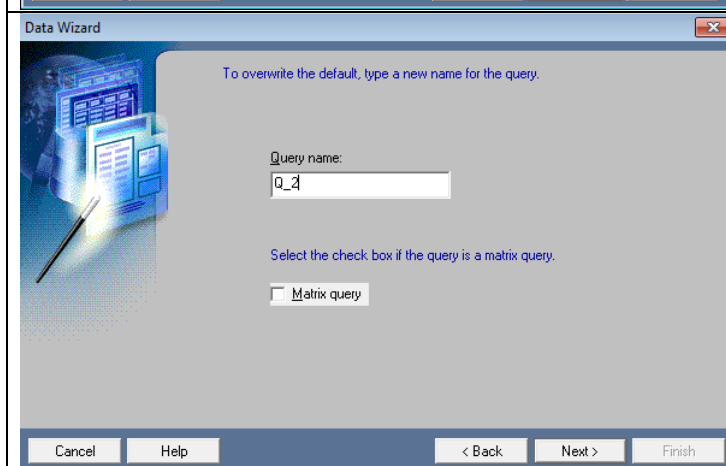 Data Wizard
To overwrite the default, type a new name for the query.
Query name:
Q_2
Select the check box if the query is a matrix query.
Matrix query
Cancel Help < Back Next > Finish